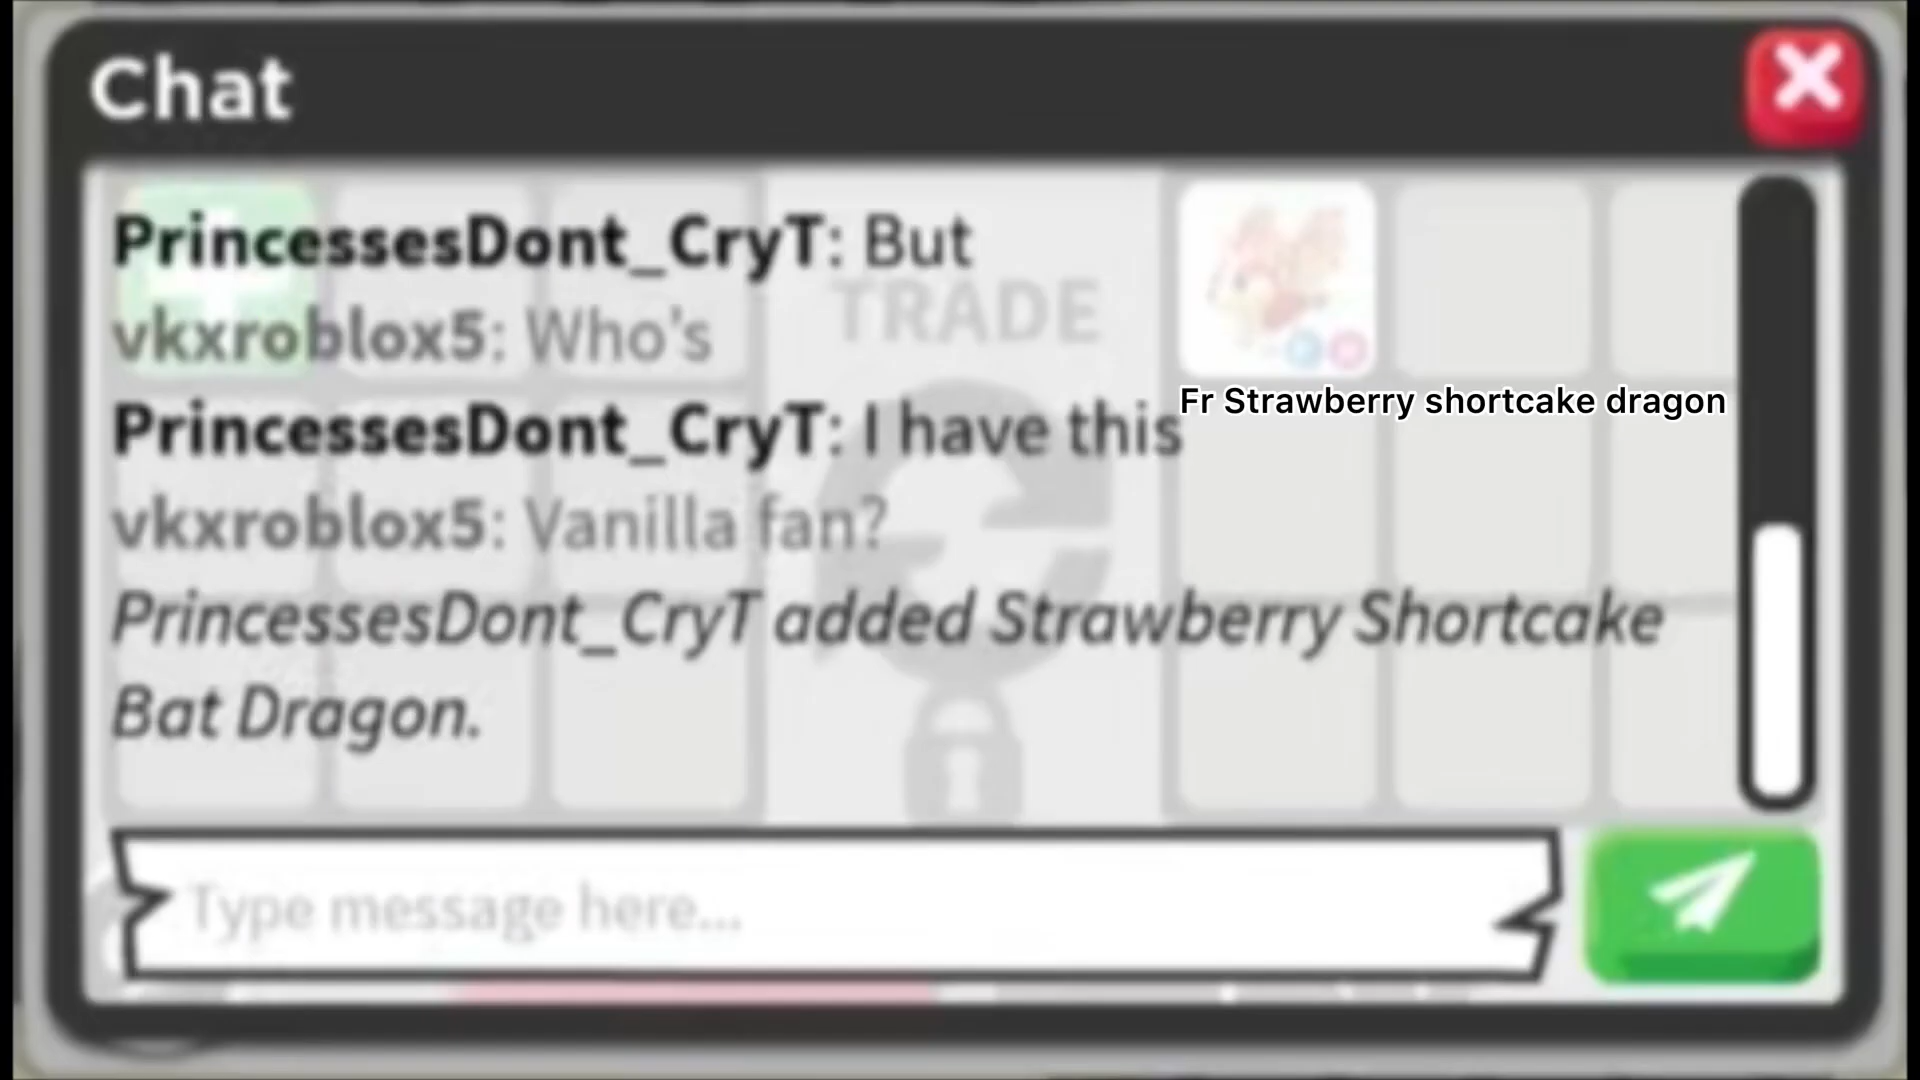 Chat
PrincessesDont_CryT: But
TRADE
vkxroblox5: Who's
Fr Strawberry shortcake dragon
PrincessesDont_CryT: I have this
vkxroblox5: Vanilla fan?
PrincessesDont_CryT added Strawberry Shortcake
Bat Dragon.
Type message here...